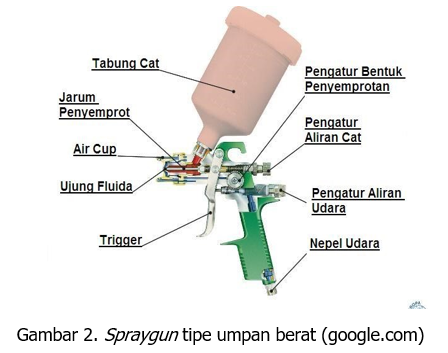 Tabung Cat
Jarum
Penyemprot
Air Cup
Ujung Fluida
Trigger
Pengatur Bentuk
Penyemprotan
Pengatur
Aliran Cat
Pengatur Aliran
Udara
Nepel Udara
Gambar 2. Spraygun tipe umpan berat (google.com)